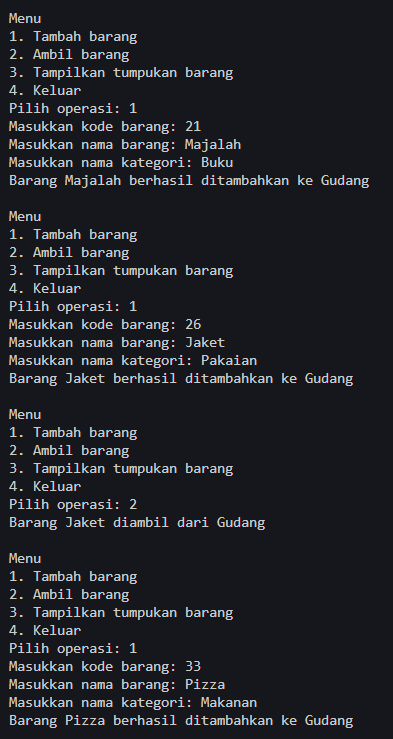 Menu
1. Tambah barang
2. Ambil barang
3. Tampilkan tumpukan barang
4. Keluar
Pilih operasi: 1
Masukkan kode barang: 21
Masukkan nama barang: Majalah
Masukkan nama kategori: Buku
Barang Majalah berhasil ditambahkan ke Gudang

Menu
1. Tambah barang
2. Ambil barang
3. Tampilkan tumpukan barang
4. Keluar
Pilih operasi: 1
Masukkan kode barang: 26
Masukkan nama barang: Jaket
Masukkan nama kategori: Pakaian
Barang Jaket berhasil ditambahkan ke Gudang

Menu
1. Tambah barang
2. Ambil barang
3. Tampilkan tumpukan barang
4. Keluar
Pilih operasi: 2
Barang Jaket diambil dari Gudang

Menu
1. Tambah barang
2. Ambil barang
3. Tampilkan tumpukan barang
4. Keluar
Pilih operasi: 1
Masukkan kode barang: 33
Masukkan nama barang: Pizza
Masukkan nama kategori: Makanan
Barang Pizza berhasil ditambahkan ke Gudang